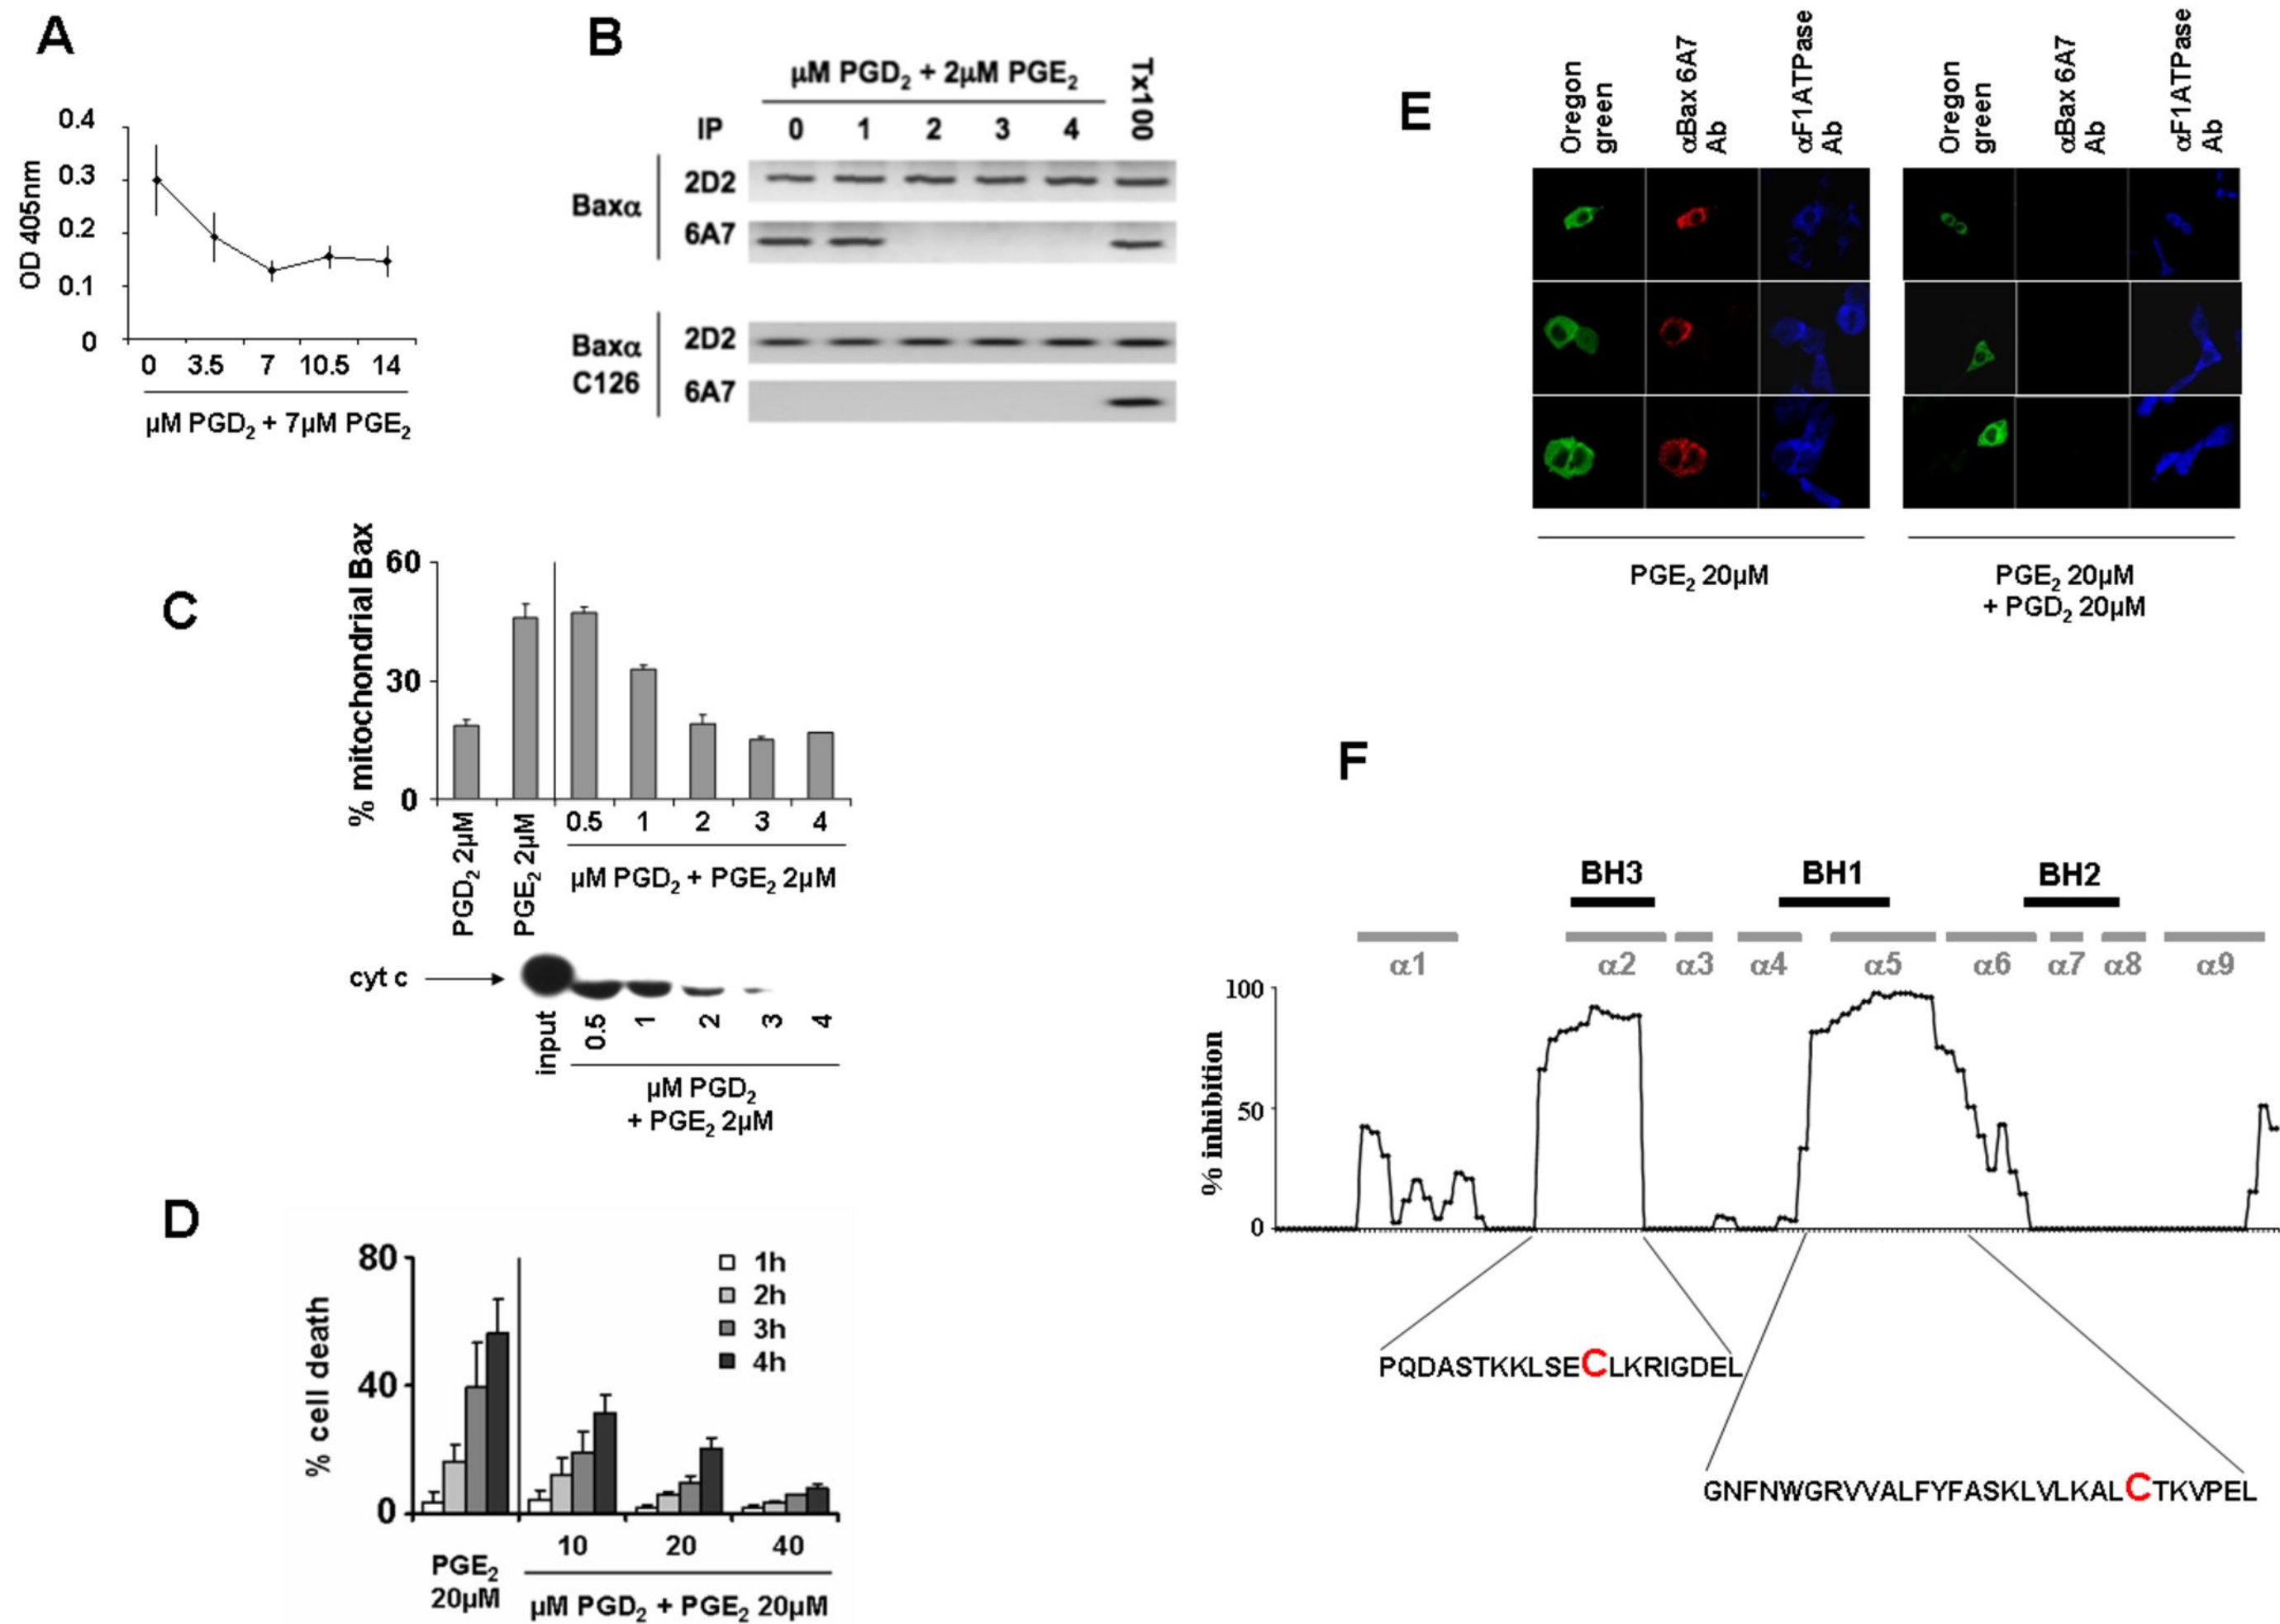 A
OD 405nm
0.4
0.3
0.2
0.1
0
0 3.5 7 10.5 14
µM PGD2 + 7µM PGE2
B
µM PGD2 + 2µM PGE2
Tx100
IP 0 1 2 3 4
Baxα
2D2
6A7
Baxα
C126
2D2
6A7
C
% mitochondrial Bax
60
30
0
PGD2 2µM
PGE2 2µM
0.5 1 2 3 4
µM PGD2 + PGE2 2µM
cyt c
input 0.5 1 2 3 4
µM PGD2
+ PGE2 2µM
D
% cell death
80
40
0
1h
2h
3h
4h
PGE2
20µM
10 20 40
µM PGD2 + PGE2 20µM
E
Oregon
green
αBax 6A7
Ab
αF1ATPase
Ab
Oregon
green
αBax 6A7
Ab
αF1ATPase
Ab
PGE2 20µM
PGE2 20µM
+ PGD2 20µM
F
BH3 BH1 BH2
α1 α2 α3 α4 α5 α6 α7 α8 α9
% inhibition
100
50
0
PQDASTKKLSECLKRIGDEL
GNFNWGRVVALFYFASKLVLKALCTKVPEL